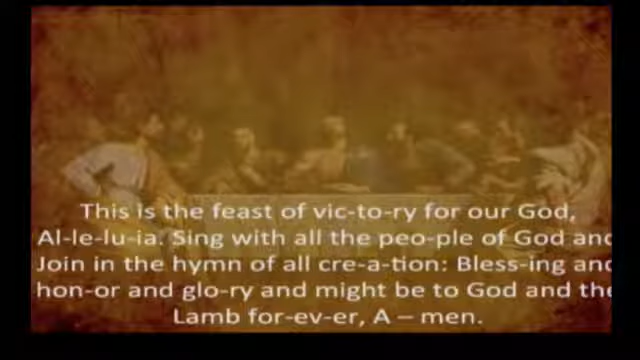 This is the feast of vic-to-ry for our God,
Al-le-lu-ia. Sing with all the peo-ple of God and
Join in the hymn of all cre-a-tion: Bless-ing and
hon-or and glo-ry and might be to God and the
Lamb for-ev-er, A – men.